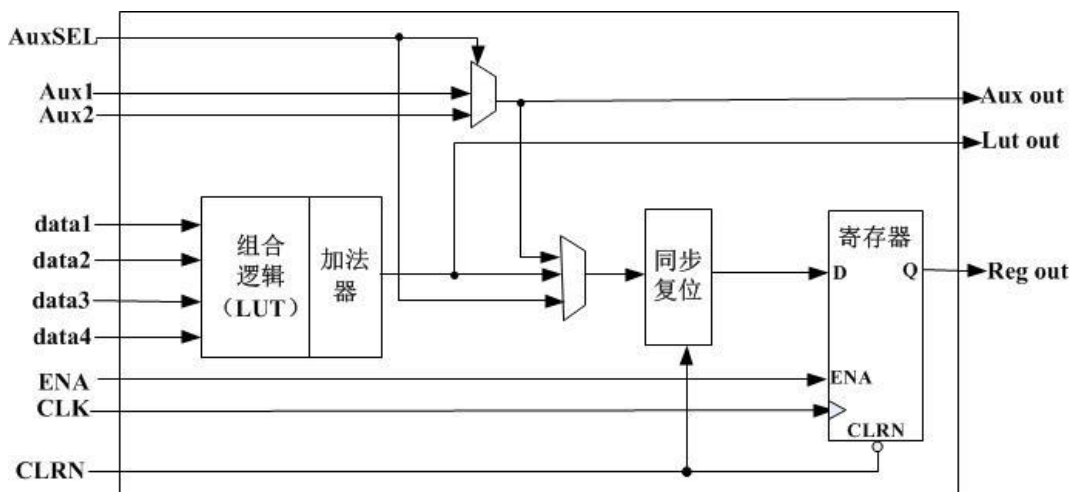 AuxSEL
Aux1
Aux2
Aux out
Lut out
data1
data2
data3
data4
组合
逻辑
（LUT）
加法
器
同步
复位
寄存器
D
Q
Reg out
ENA
ENA
CLK
CLRN
CLRN